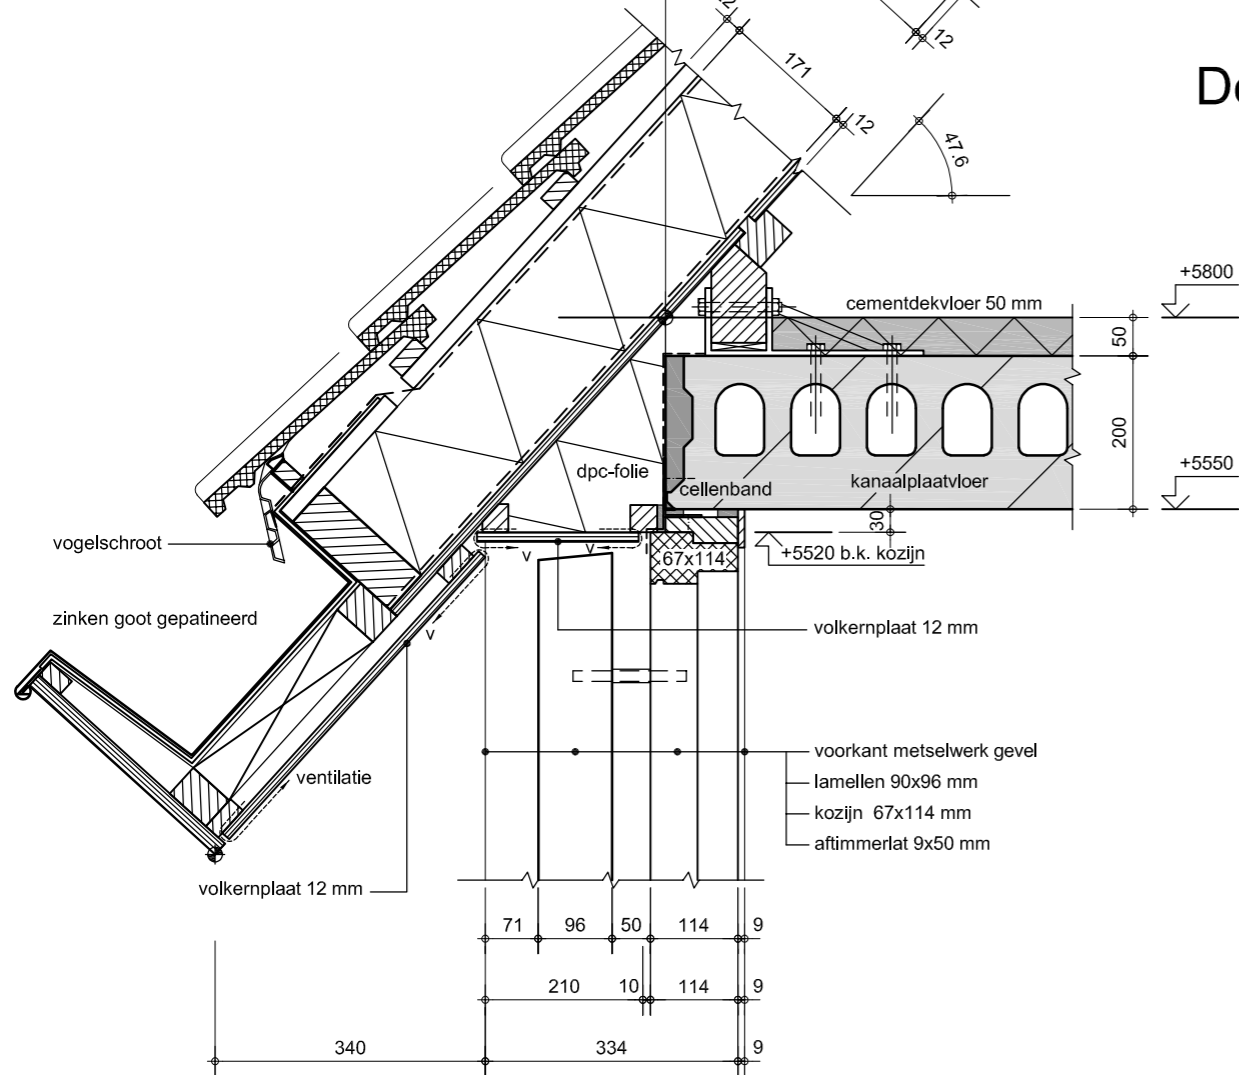 12
171
12
12
De
47.6
+5800
cementdekvloer 50 mm
50
200
+5550
dpc-folie
cellenband
kanaalplaatvloer
30
vogelschroot
v
v
67x114
+5520 b.k. kozijn
zinken goot gepatineerd
v
volkernplaat 12 mm
voorkant metselwerk gevel
ventilatie
lamellen 90x96 mm
kozijn 67x114 mm
aftimmerlat 9x50 mm
volkernplaat 12 mm
71 96 50 114 9
210 10 114 9
340 334 9